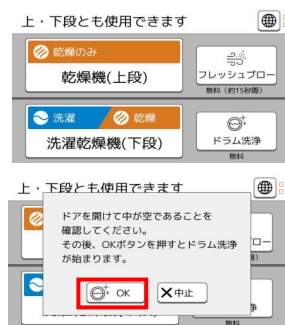 上・下段とも使用できます
乾燥のみ
乾燥機(上段)
フレッシュブロー
無料 (約15秒間)
洗濯 乾燥
洗濯乾燥機(下段)
ドラム洗浄
無料
上・下段とも使用できます
ドアを開けて中が空であることを
確認してください。
その後、OKボタンを押すとドラム洗浄
が始まります。
OK
中止
ロー
無料